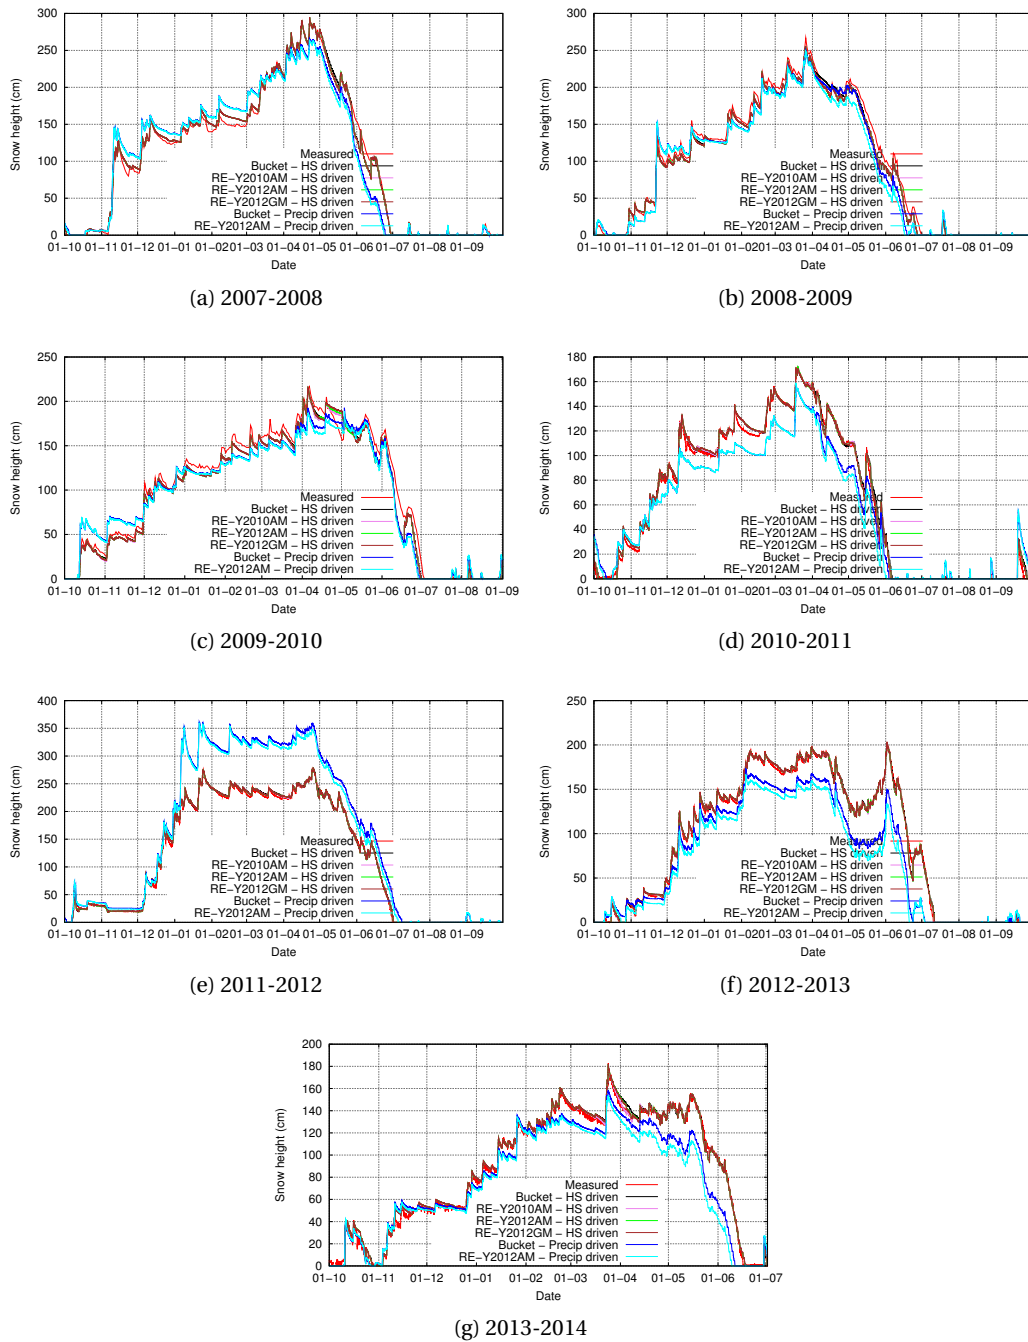 300
250
200
150
100
50
0
Snow height (cm)
Measured
Bucket - HS driven
RE-Y2010AM - HS driven
RE-Y2012AM - HS driven
RE-Y2012GM - HS driven
Bucket - Precip driven
RE-Y2012AM - Precip driven
01-10 01-11 01-12 01-01 01-02 01-03 01-04 01-05 01-06 01-07 01-08 01-09
Date
(a) 2007-2008
300
250
200
150
100
50
0
Snow height (cm)
Measured
Bucket - HS driven
RE-Y2010AM - HS driven
RE-Y2012AM - HS driven
RE-Y2012GM - HS driven
Bucket - Precip driven
RE-Y2012AM - Precip driven
01-10 01-11 01-12 01-01 01-02 01-03 01-04 01-05 01-06 01-07 01-08 01-09
Date
(b) 2008-2009
250
200
150
100
50
0
Snow height (cm)
Measured
Bucket - HS driven
RE-Y2010AM - HS driven
RE-Y2012AM - HS driven
RE-Y2012GM - HS driven
Bucket - Precip driven
RE-Y2012AM - Precip driven
01-10 01-11 01-12 01-01 01-02 01-03 01-04 01-05 01-06 01-07 01-08 01-09
Date
(c) 2009-2010
180
160
140
120
100
80
60
40
20
0
Snow height (cm)
Measured
Bucket - HS driven
RE-Y2010AM - HS driven
RE-Y2012AM - HS driven
RE-Y2012GM - HS driven
Bucket - Precip driven
RE-Y2012AM - Precip driven
01-10 01-11 01-12 01-01 01-02 01-03 01-04 01-05 01-06 01-07 01-08 01-09
Date
(d) 2010-2011
400
350
300
250
200
150
100
50
0
Snow height (cm)
Measured
Bucket - HS driven
RE-Y2010AM - HS driven
RE-Y2012AM - HS driven
RE-Y2012GM - HS driven
Bucket - Precip driven
RE-Y2012AM - Precip driven
01-10 01-11 01-12 01-01 01-02 01-03 01-04 01-05 01-06 01-07 01-08 01-09
Date
(e) 2011-2012
250
200
150
100
50
0
Snow height (cm)
Measured
Bucket - HS driven
RE-Y2010AM - HS driven
RE-Y2012AM - HS driven
RE-Y2012GM - HS driven
Bucket - Precip driven
RE-Y2012AM - Precip driven
01-10 01-11 01-12 01-01 01-02 01-03 01-04 01-05 01-06 01-07 01-08 01-09
Date
(f) 2012-2013
200
180
160
140
120
100
80
60
40
20
0
Snow height (cm)
Measured
Bucket - HS driven
RE-Y2010AM - HS driven
RE-Y2012AM - HS driven
RE-Y2012GM - HS driven
Bucket - Precip driven
RE-Y2012AM - Precip driven
01-10 01-11 01-12 01-01 01-02 01-03 01-04 01-05 01-06 01-07
Date
(g) 2013-2014